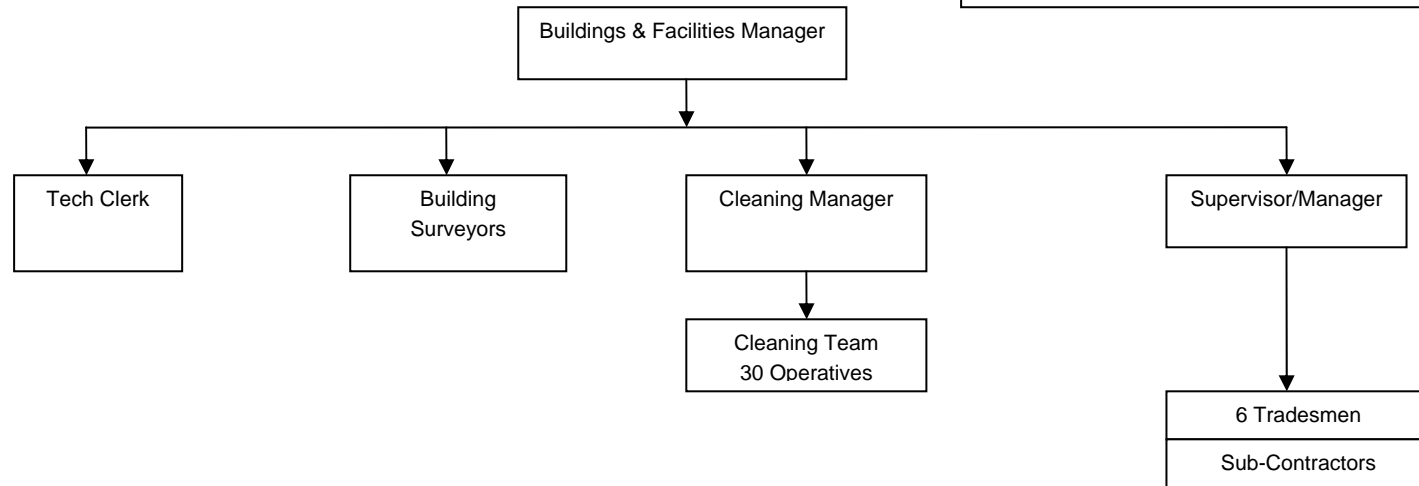 Buildings & Facilities Manager
Tech Clerk
Building
Surveyors
Cleaning Manager
Supervisor/Manager
Cleaning Team
30 Operatives
6 Tradesmen
Sub-Contractors